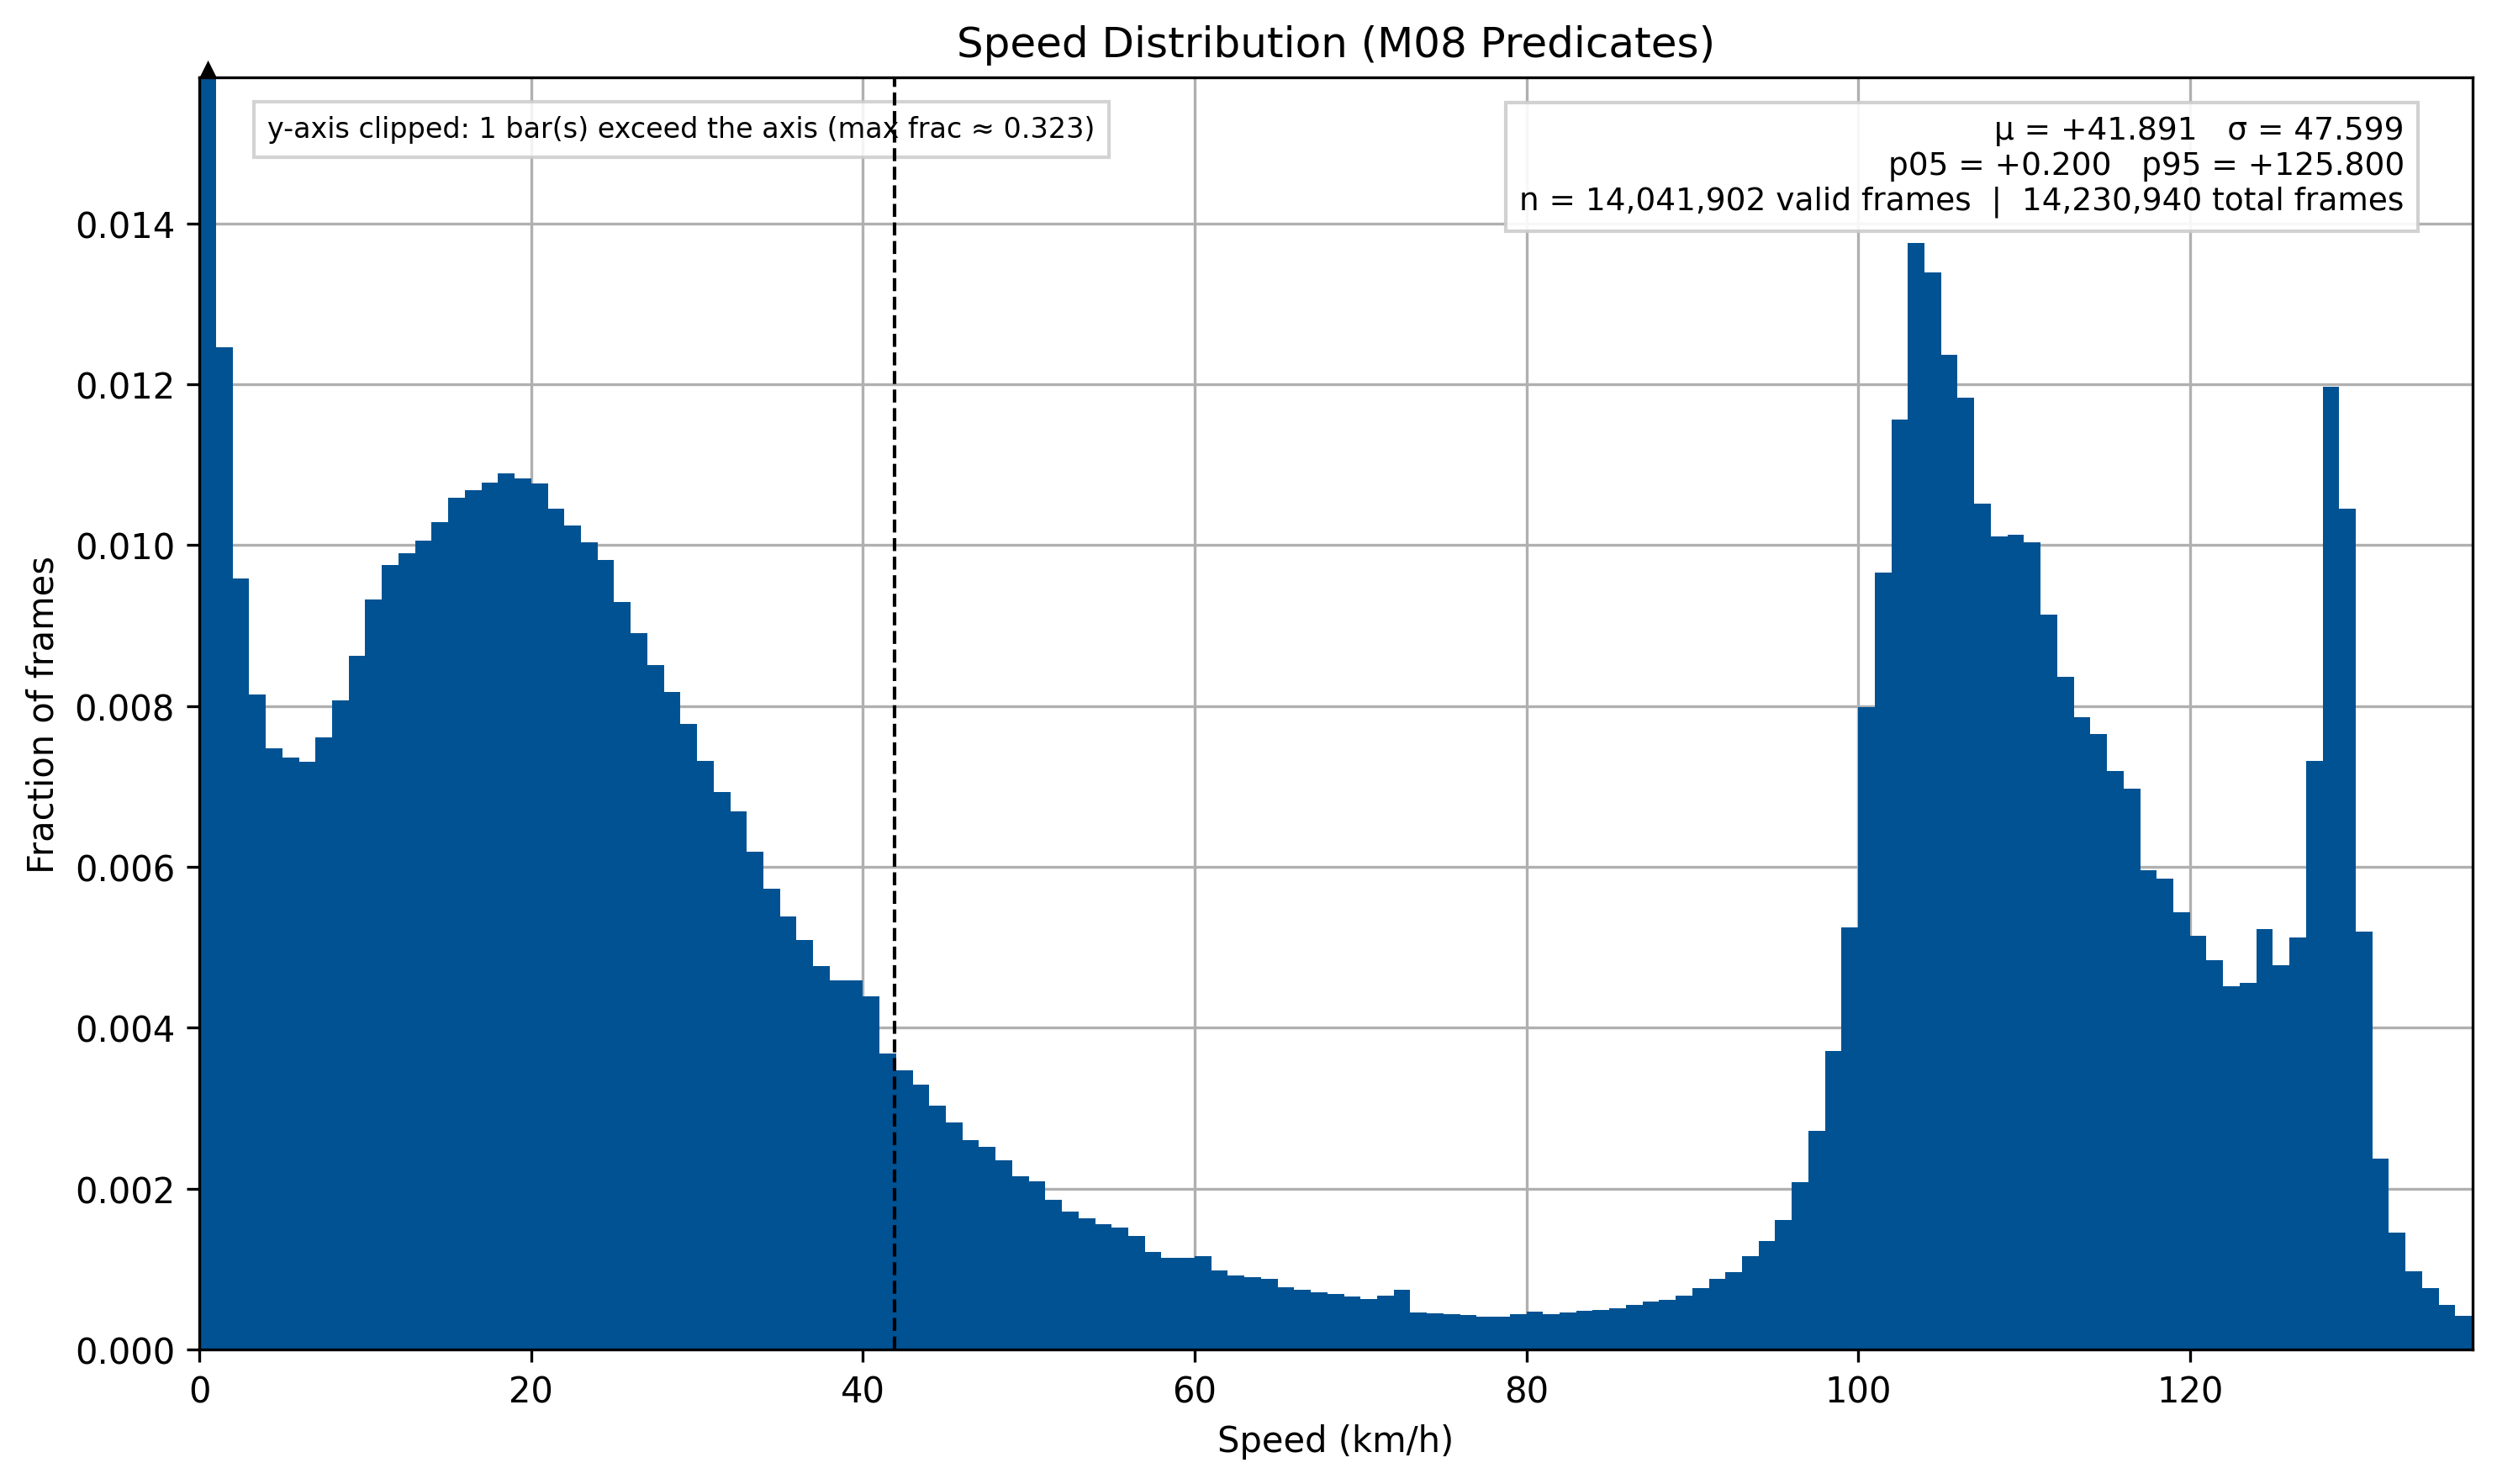 Speed Distribution (M08 Predicates)
y-axis clipped: 1 bar(s) exceed the axis (max frac ≈ 0.323)
μ = +41.891 σ = 47.599
p05 = +0.200 p95 = +125.800
n = 14,041,902 valid frames | 14,230,940 total frames
Fraction of frames
0.014
0.012
0.010
0.008
0.006
0.004
0.002
0.000
0 20 40 60 80 100 120
Speed (km/h)